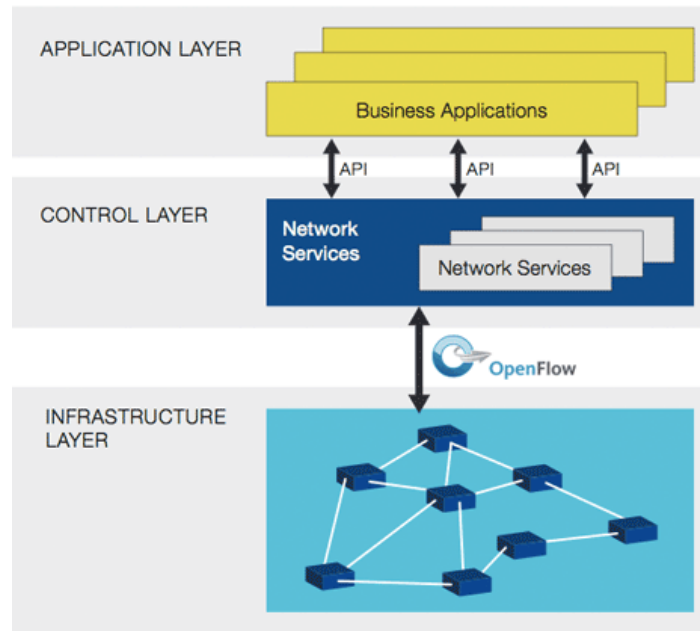 APPLICATION LAYER
Business Applications
API
API
API
CONTROL LAYER
Network
Services
Network Services
OpenFlow
INFRASTRUCTURE
LAYER